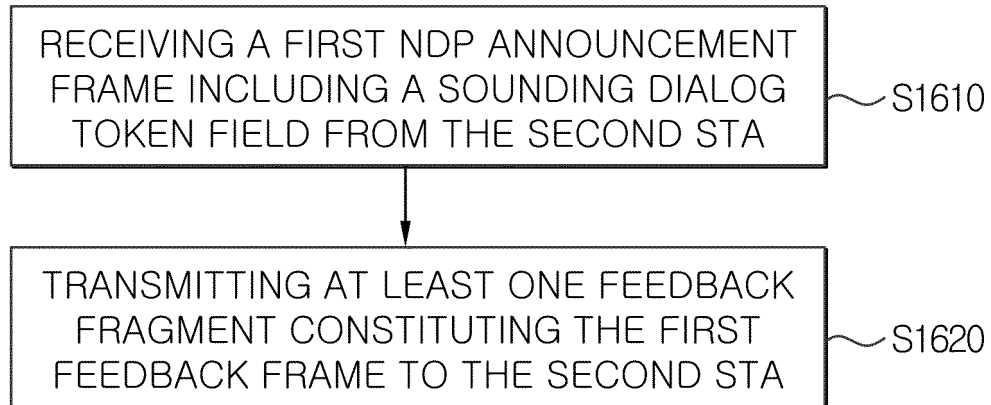 RECEIVING A FIRST NDP ANNOUNCEMENT
FRAME INCLUDING A SOUNDING DIALOG
TOKEN FIELD FROM THE SECOND STA
S1610
TRANSMITTING AT LEAST ONE FEEDBACK
FRAGMENT CONSTITUTING THE FIRST
FEEDBACK FRAME TO THE SECOND STA
S1620